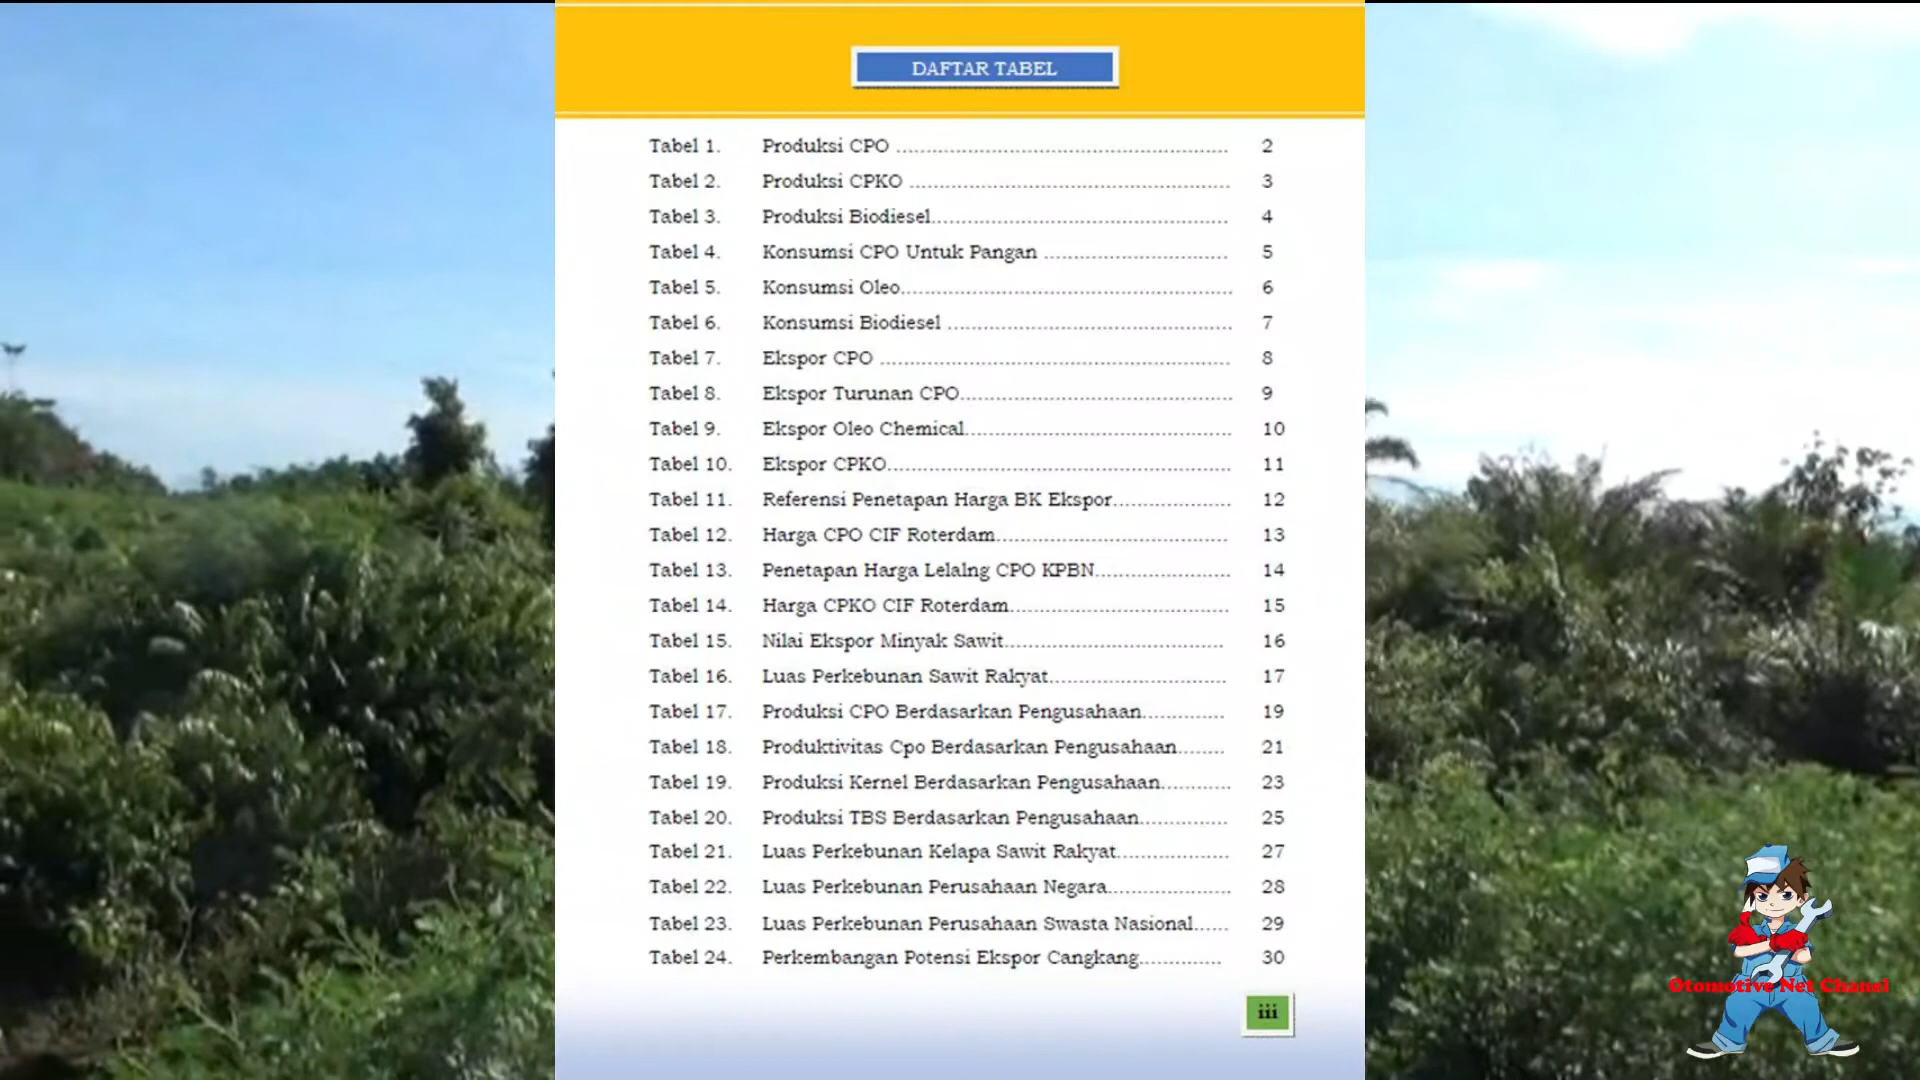 DAFTAR TABEL
Tabel 1. Produksi CPO ........................................................ 2
Tabel 2. Produksi CPKO ...................................................... 3
Tabel 3. Produksi Biodiesel.................................................. 4
Tabel 4. Konsumsi CPO Untuk Pangan ............................... 5
Tabel 5. Konsumsi Oleo........................................................ 6
Tabel 6. Konsumsi Biodiesel ................................................ 7
Tabel 7. Ekspor CPO ........................................................... 8
Tabel 8. Ekspor Turunan CPO.............................................. 9
Tabel 9. Ekspor Oleo Chemical............................................. 10
Tabel 10. Ekspor CPKO.......................................................... 11
Tabel 11. Referensi Penetapan Harga BK Ekspor.................... 12
Tabel 12. Harga CPO CIF Roterdam....................................... 13
Tabel 13. Penetapan Harga Lelalng CPO KPBN....................... 14
Tabel 14. Harga CPKO CIF Roterdam..................................... 15
Tabel 15. Nilai Ekspor Minyak Sawit..................................... 16
Tabel 16. Luas Perkebunan Sawit Rakyat.............................. 17
Tabel 17. Produksi CPO Berdasarkan Pengusahaan.............. 19
Tabel 18. Produktivitas Cpo Berdasarkan Pengusahaan........ 21
Tabel 19. Produksi Kernel Berdasarkan Pengusahaan............ 23
Tabel 20. Produksi TBS Berdasarkan Pengusahaan............... 25
Tabel 21. Luas Perkebunan Kelapa Sawit Rakyat................... 27
Tabel 22. Luas Perkebunan Perusahaan Negara..................... 28
Tabel 23. Luas Perkebunan Perusahaan Swasta Nasional...... 29
Tabel 24. Perkembangan Potensi Ekspor Cangkang.............. 30
iii
Otomotive Net Chanel